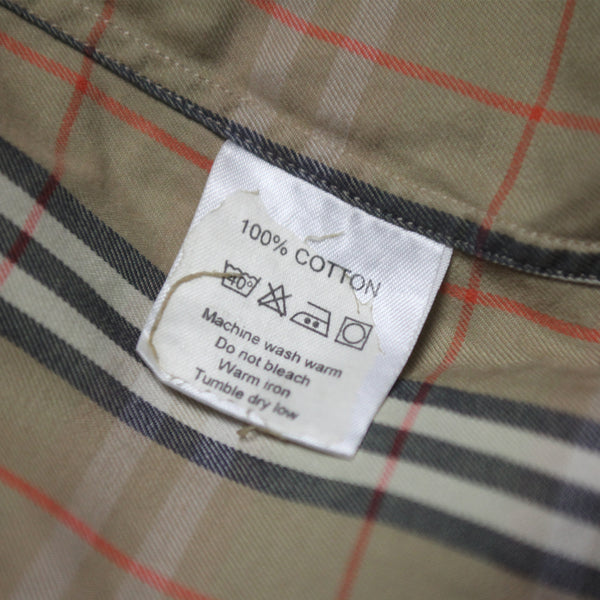 100% COTTON
40°
Machine wash warm
Do not bleach
Warm iron
Tumble dry low